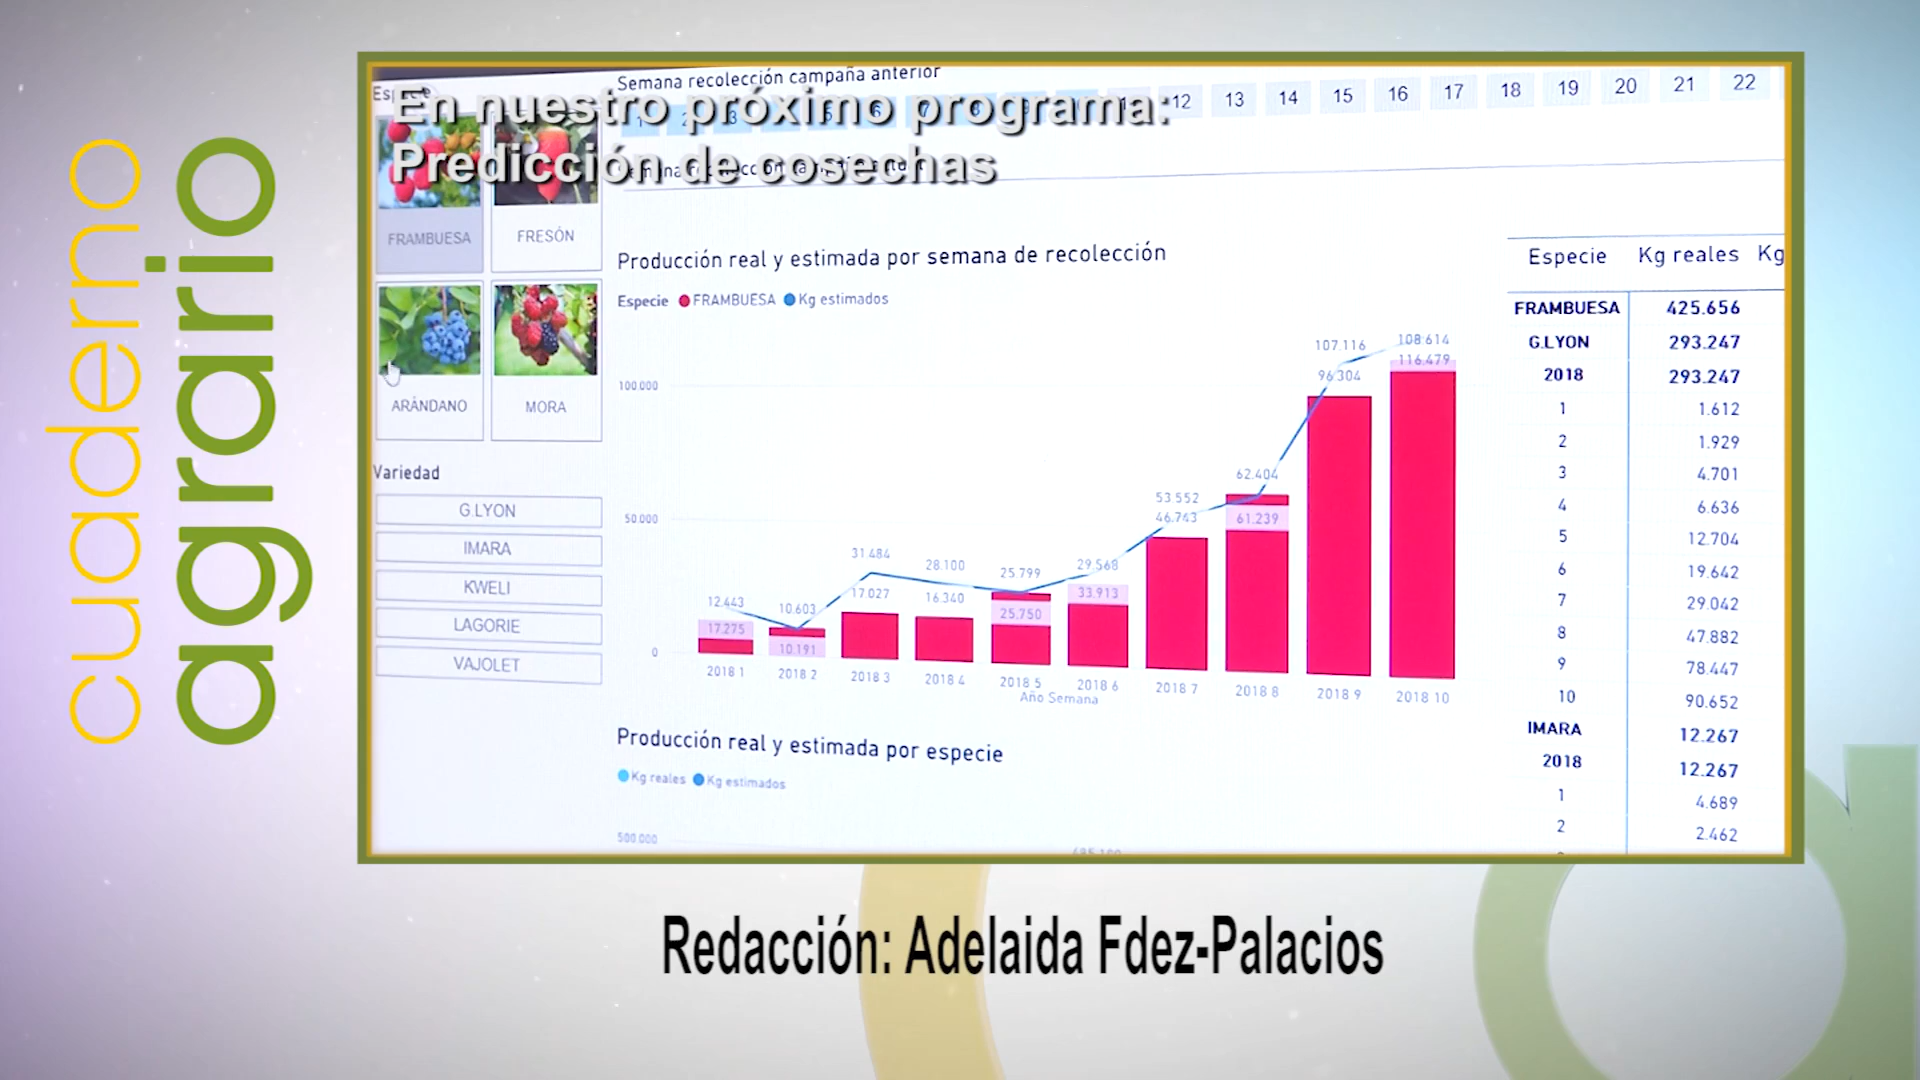 cuaderno
agrario
En nuestro próximo programa:
Predicción de cosechas
Especie
FRAMBUESA
FRESÓN
ARÁNDANO
MORA
Variedad
G.LYON
IMARA
KWELI
LAGORIE
VAJOLET
Semana recolección campaña anterior
12 13 14 15 16 17 18 19 20 21 22
Producción real y estimada por semana de recolección
Especie FRAMBUESA Kg estimados
100.000
50.000
0
12.443 10.603 31.484 28.100 25.799 29.568 53.552 62.404 107.116 108.614
17.275 10.191 17.027 16.340 25.750 33.913 46.743 61.239 96.304 116.479
2018 1 2018 2 2018 3 2018 4 2018 5 2018 6 2018 7 2018 8 2018 9 2018 10
Año Semana
Producción real y estimada por especie
Kg reales Kg estimados
500.000
Especie Kg reales Kg
FRAMBUESA 425.656
G.LYON 293.247
2018 293.247
1 1.612
2 1.929
3 4.701
4 6.636
5 12.704
6 19.642
7 29.042
8 47.882
9 78.447
10 90.652
IMARA 12.267
2018 12.267
1 4.689
2 2.462
Redacción: Adelaida Fdez-Palacios